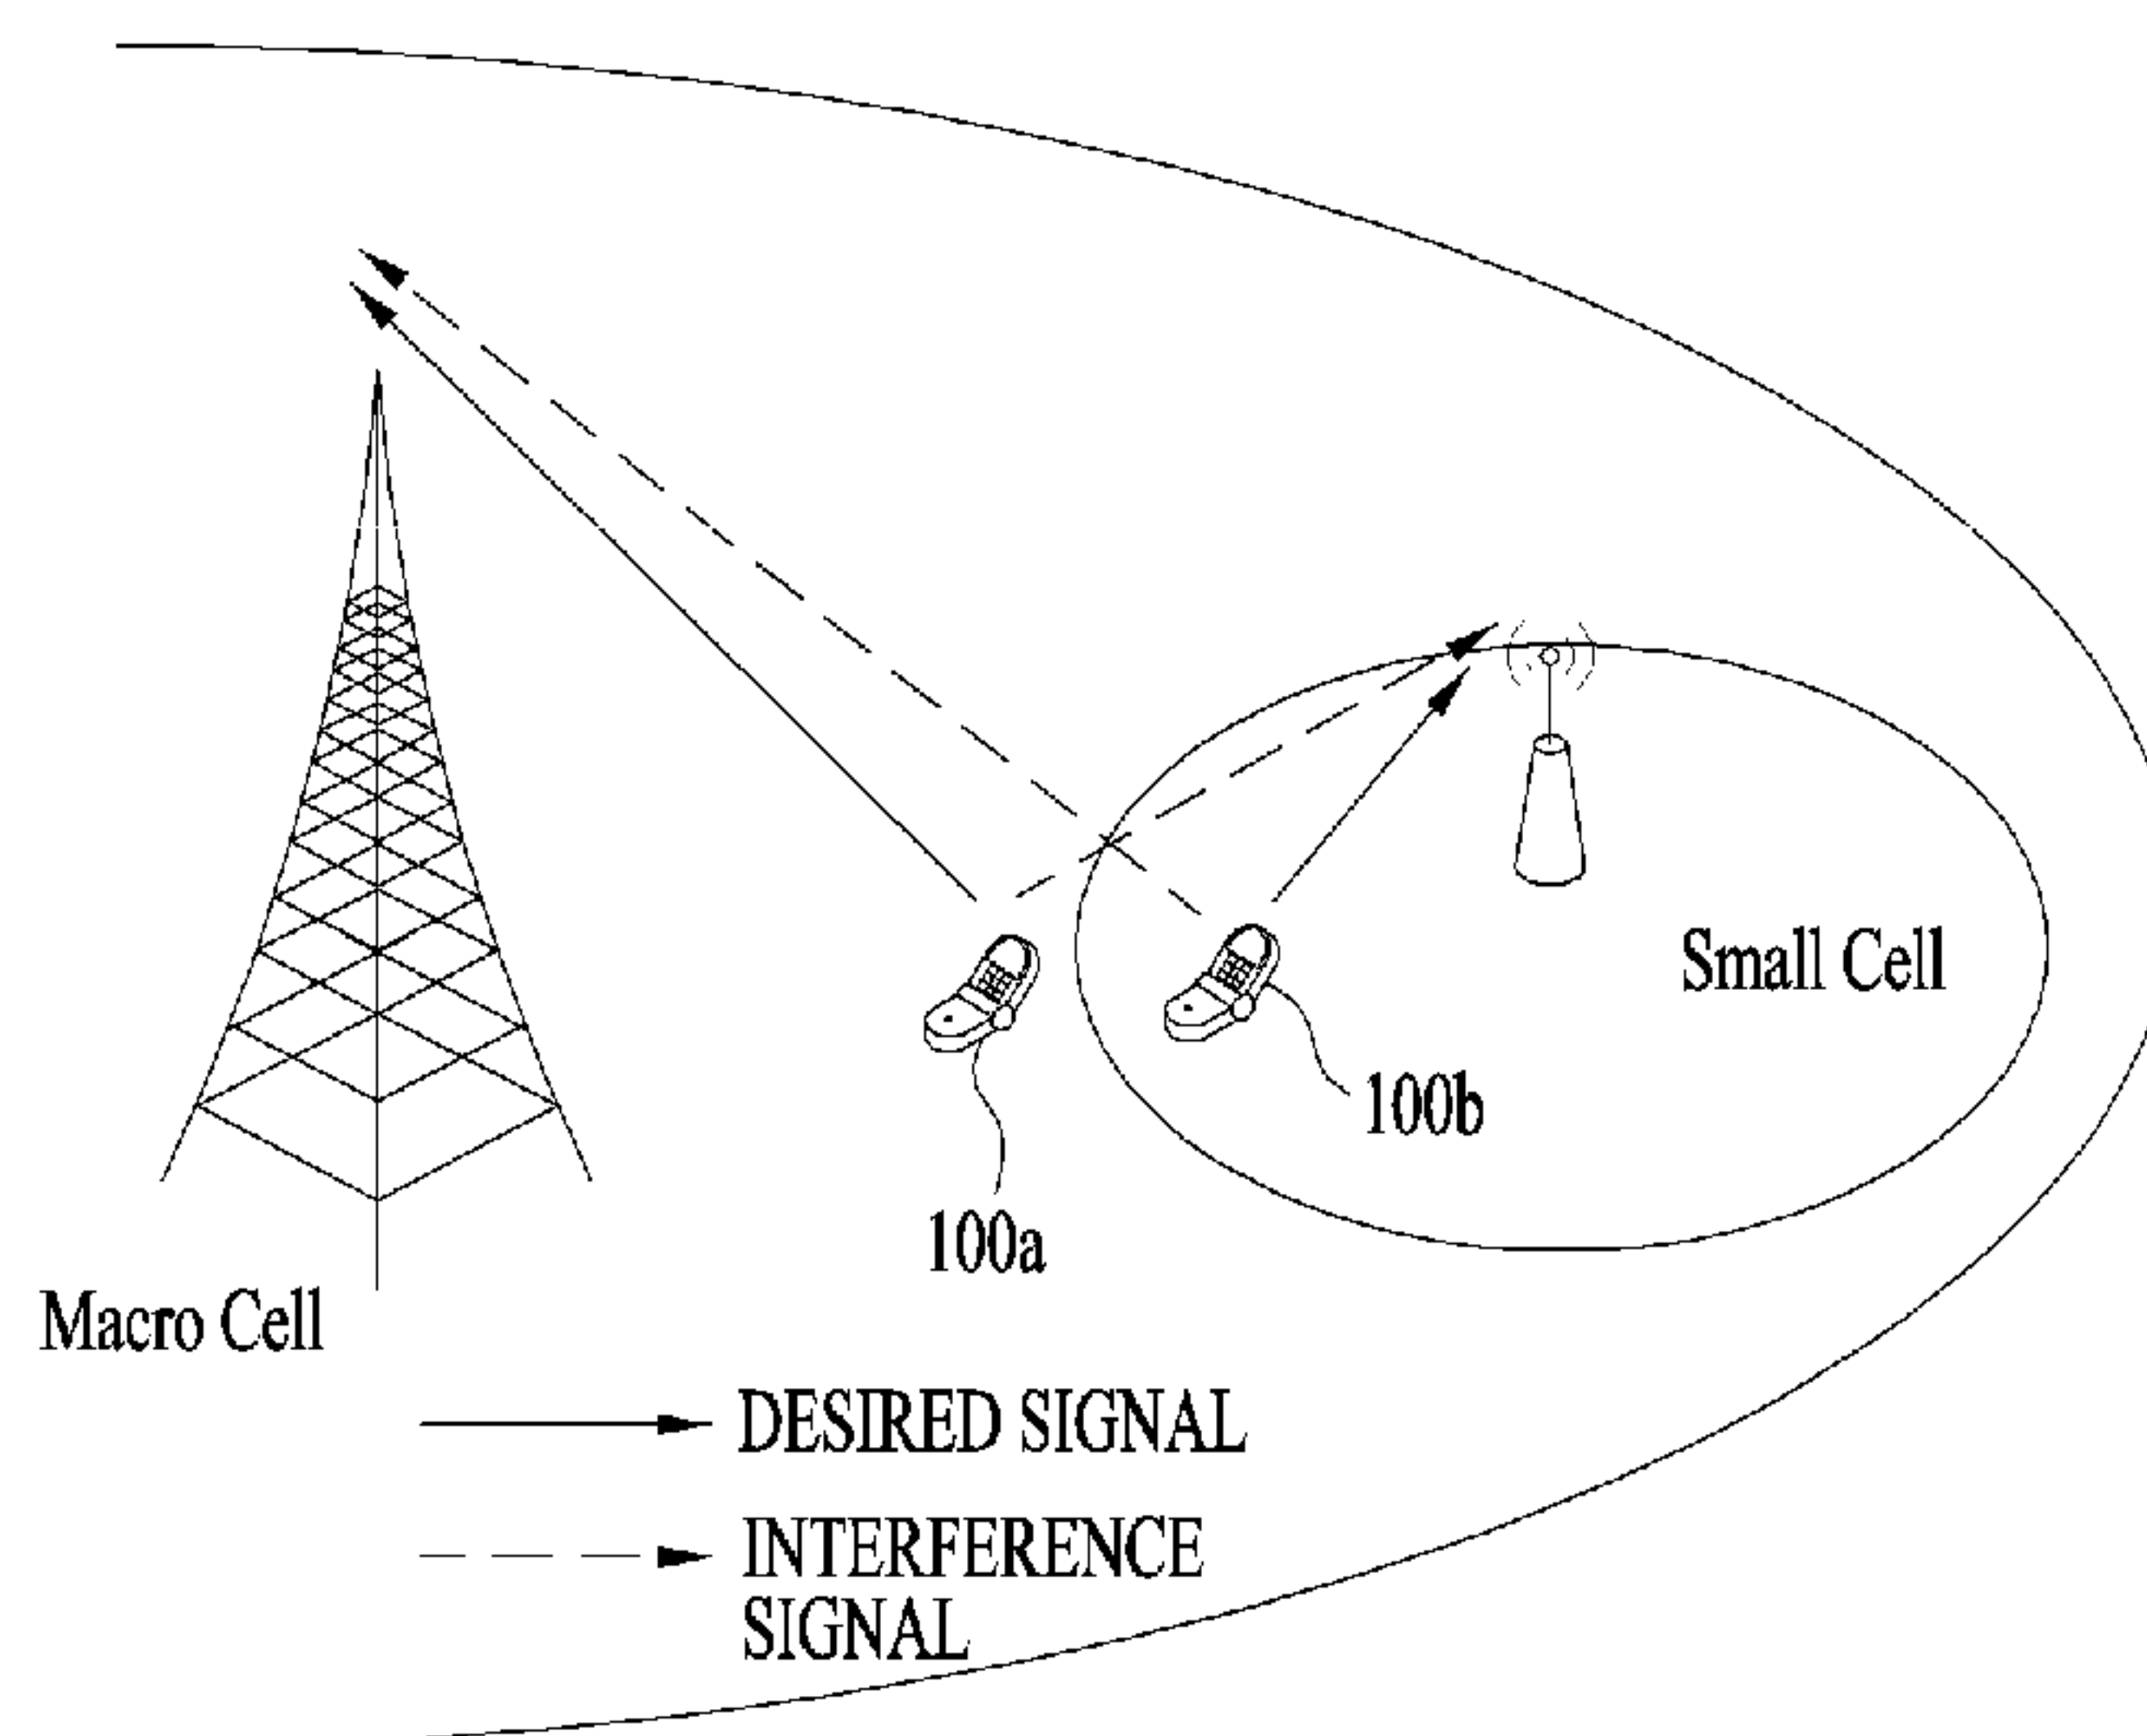 Small Cell
100b
100a
Macro Cell
DESIRED SIGNAL
INTERFERENCE
SIGNAL